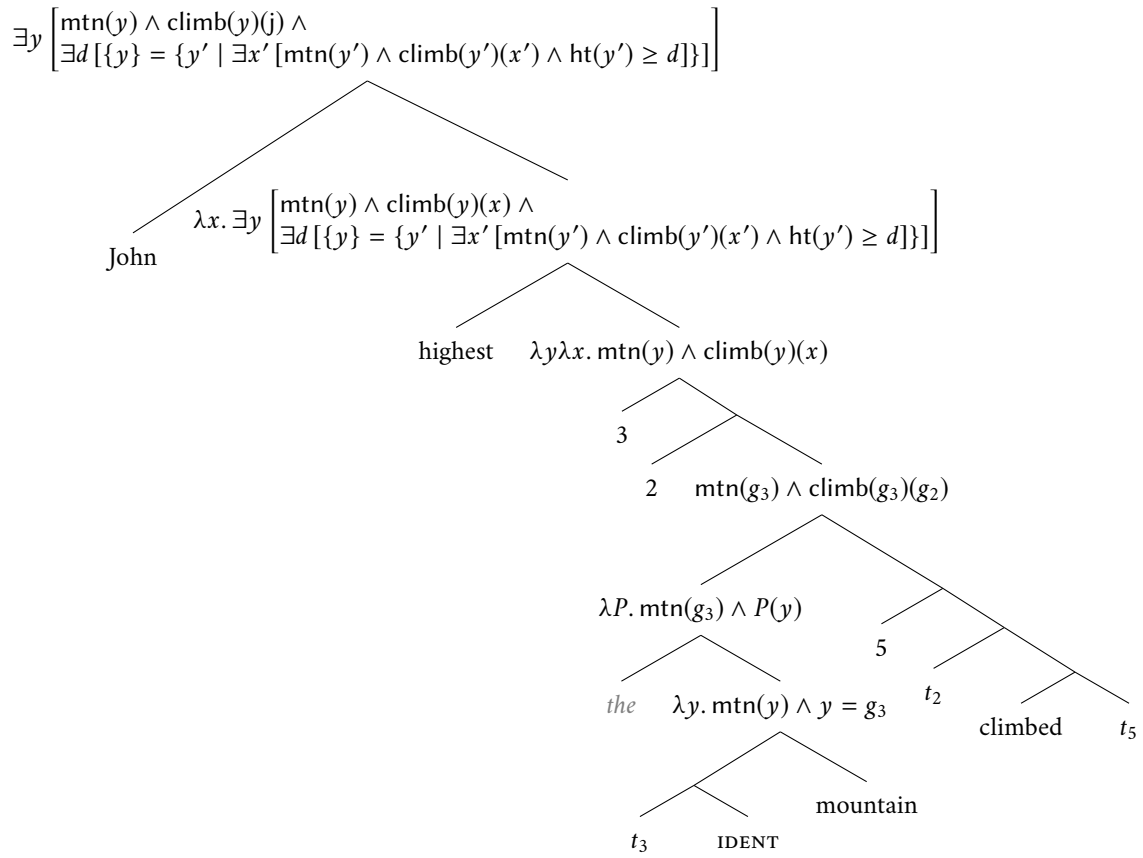 ∃y [mtn(y) ∧ climb(y)(j) ∧
∃d [{y} = {y′ | ∃x′ [mtn(y′) ∧ climb(y′)(x′) ∧ ht(y′) ≥ d]}]]
John
λx. ∃y [mtn(y) ∧ climb(y)(x) ∧
∃d [{y} = {y′ | ∃x′ [mtn(y′) ∧ climb(y′)(x′) ∧ ht(y′) ≥ d]}]]
highest
λyλx. mtn(y) ∧ climb(y)(x)
3
2
mtn(g₃) ∧ climb(g₃)(g₂)
λP. mtn(g₃) ∧ P(y)
5
the
λy. mtn(y) ∧ y = g₃
t₂
climbed
t₅
t₃
IDENT
mountain